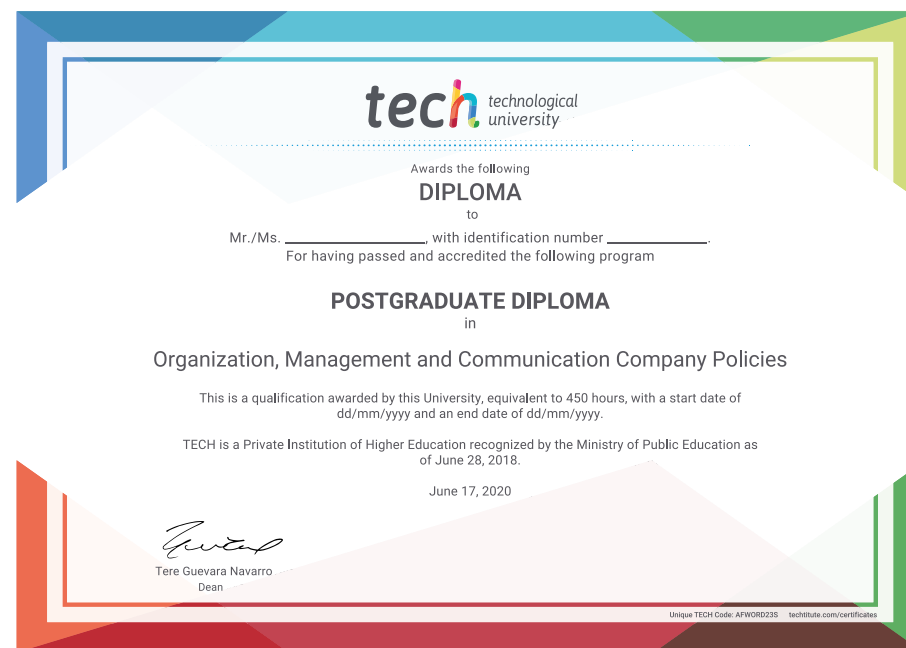 tech technological
university
Awards the following
DIPLOMA
to
Mr./Ms. ____________________, with identification number ______________.
For having passed and accredited the following program
POSTGRADUATE DIPLOMA
in
Organization, Management and Communication Company Policies
This is a qualification awarded by this University, equivalent to 450 hours, with a start date of
dd/mm/yyyy and an end date of dd/mm/yyyy.
TECH is a Private Institution of Higher Education recognized by the Ministry of Public Education as
of June 28, 2018.
June 17, 2020
Tere Guevara Navarro
Dean
Unique TECH Code: AFWORD23S techtitute.com/certificates